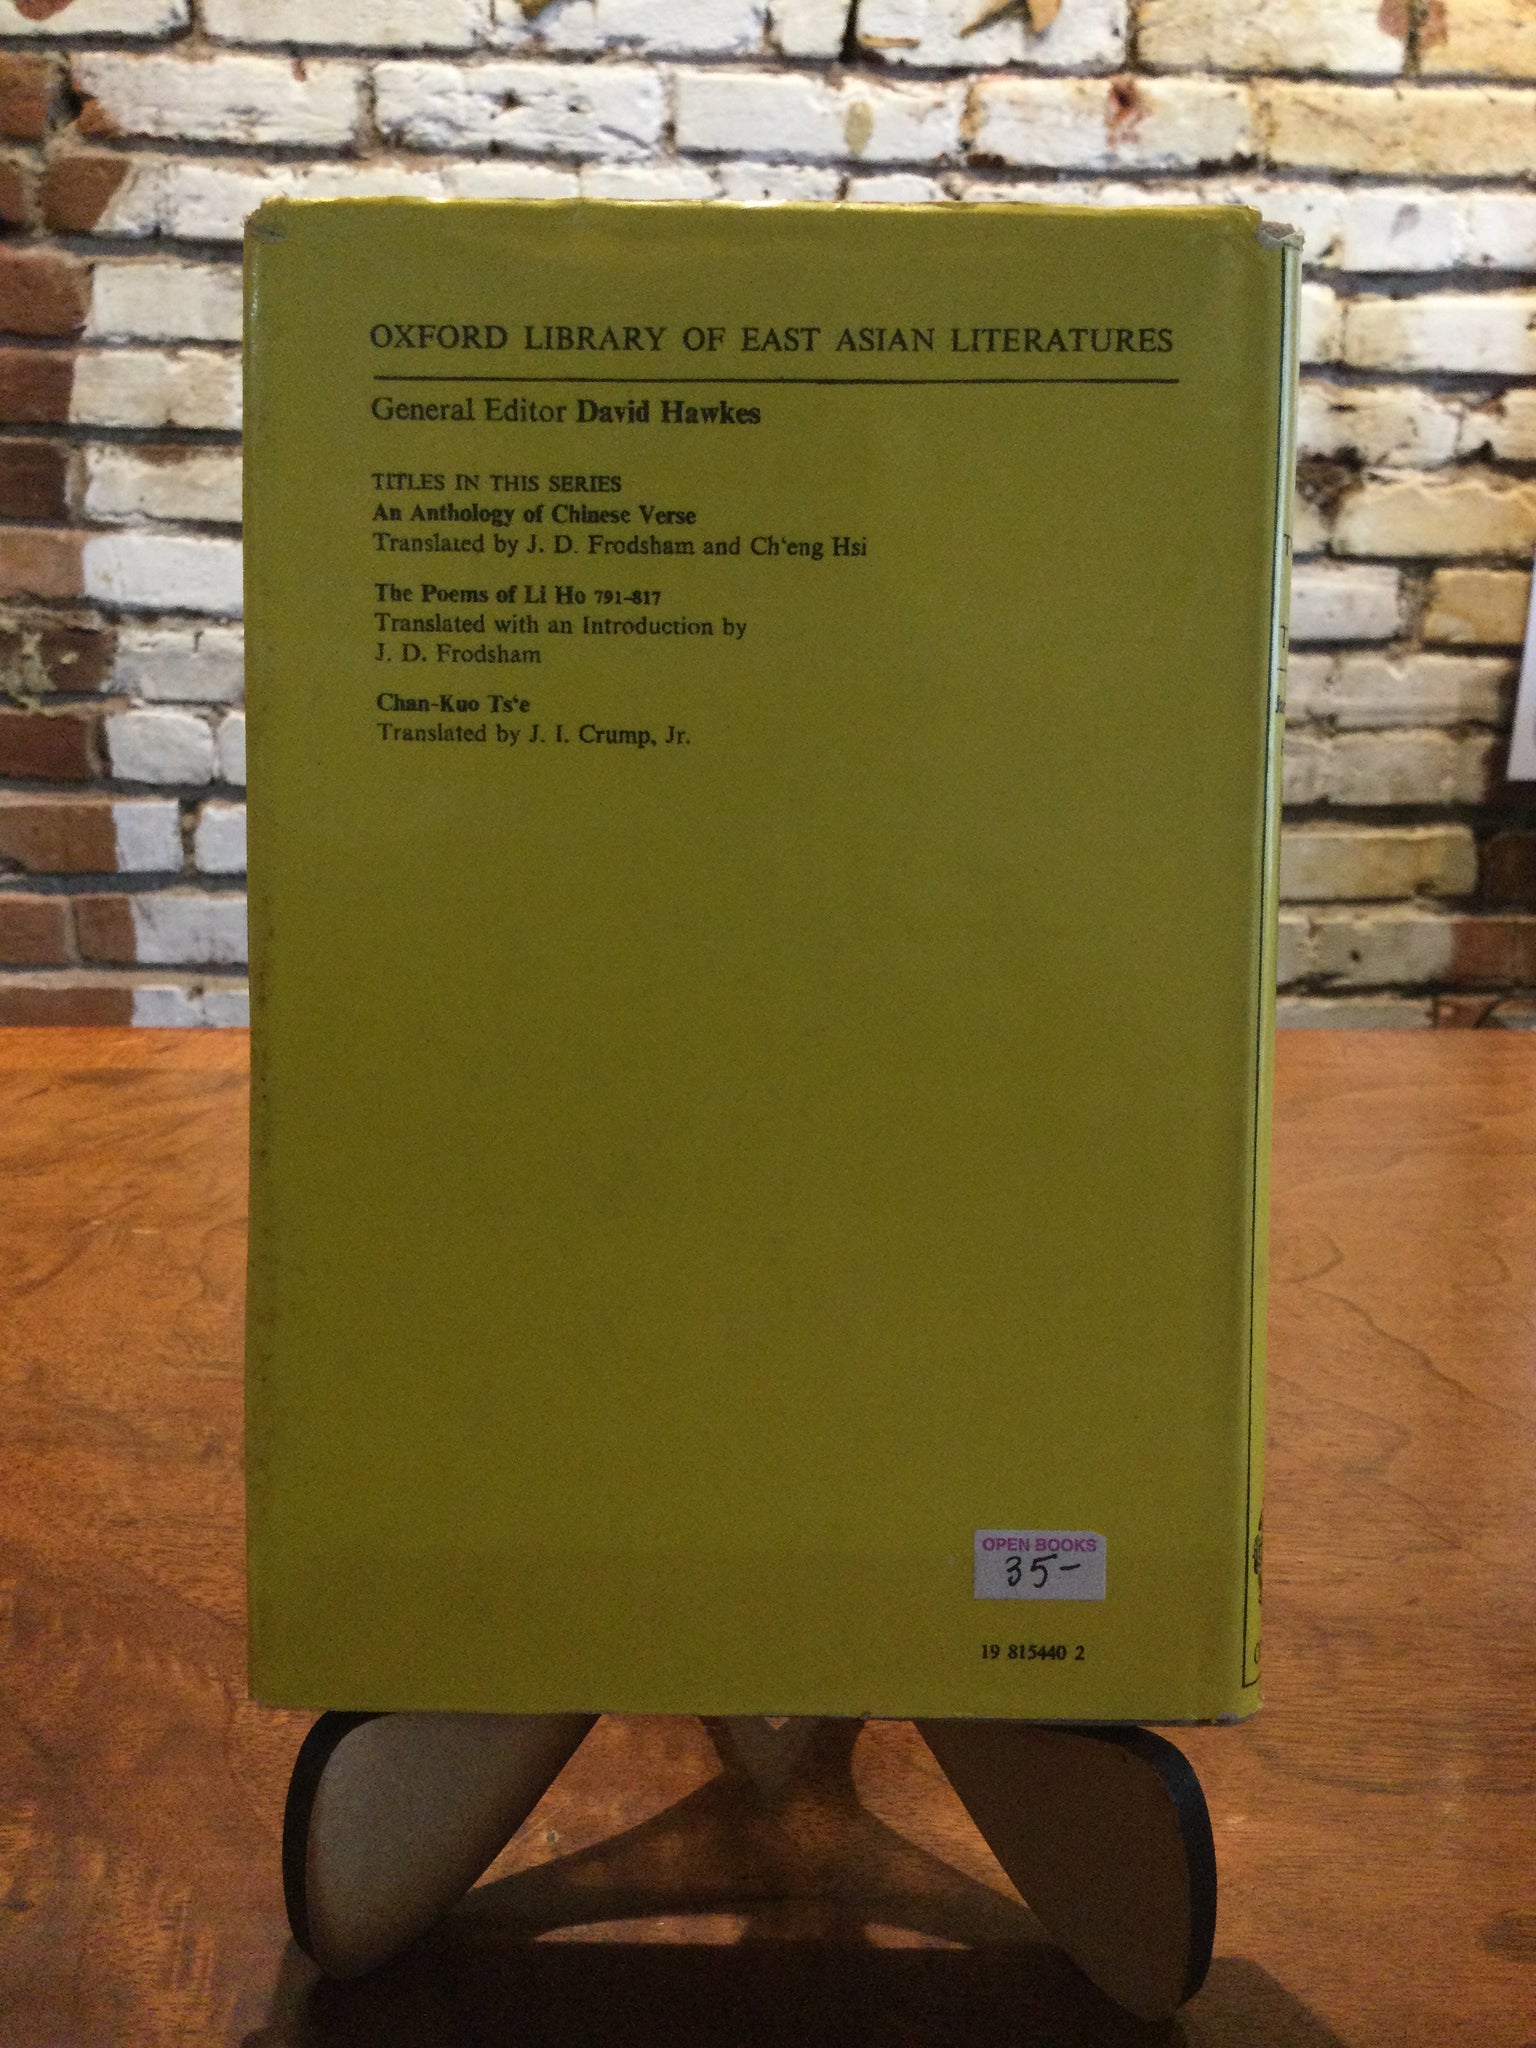 OXFORD LIBRARY OF EAST ASIAN LITERATURES
General Editor David Hawkes
TITLES IN THIS SERIES
An Anthology of Chinese Verse
Translated by J. D. Frodsham and Ch‘eng Hsi
The Poems of Li Ho 791–817
Translated with an Introduction by
J. D. Frodsham
Chan-Kuo Ts‘e
Translated by J. I. Crump, Jr.
OPEN BOOKS
35–
19 815440 2